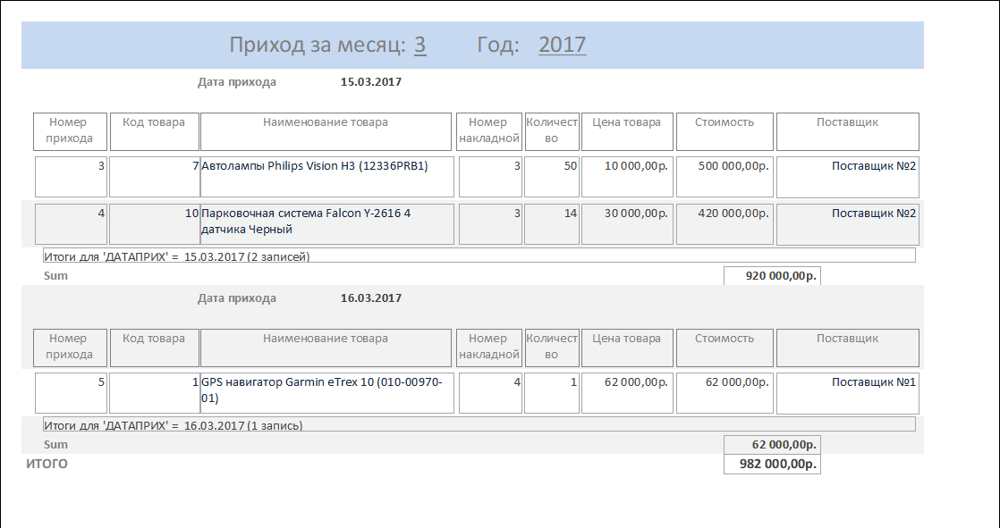 Приход за месяц: 3 Год: 2017
Дата прихода 15.03.2017
Номер прихода Код товара Наименование товара Номер накладной Количество Цена товара Стоимость Поставщик
3 7 Автолампы Philips Vision H3 (12336PRB1) 3 50 10 000,00р. 500 000,00р. Поставщик №2
4 10 Парковочная система Falcon Y-2616 4 датчика Черный 3 14 30 000,00р. 420 000,00р. Поставщик №2
Итоги для 'ДАТАПРИХ' = 15.03.2017 (2 записей)
Sum 920 000,00р.
Дата прихода 16.03.2017
Номер прихода Код товара Наименование товара Номер накладной Количество Цена товара Стоимость Поставщик
5 1 GPS навигатор Garmin eTrex 10 (010-00970-01) 4 1 62 000,00р. 62 000,00р. Поставщик №1
Итоги для 'ДАТАПРИХ' = 16.03.2017 (1 запись)
Sum 62 000,00р.
ИТОГО 982 000,00р.